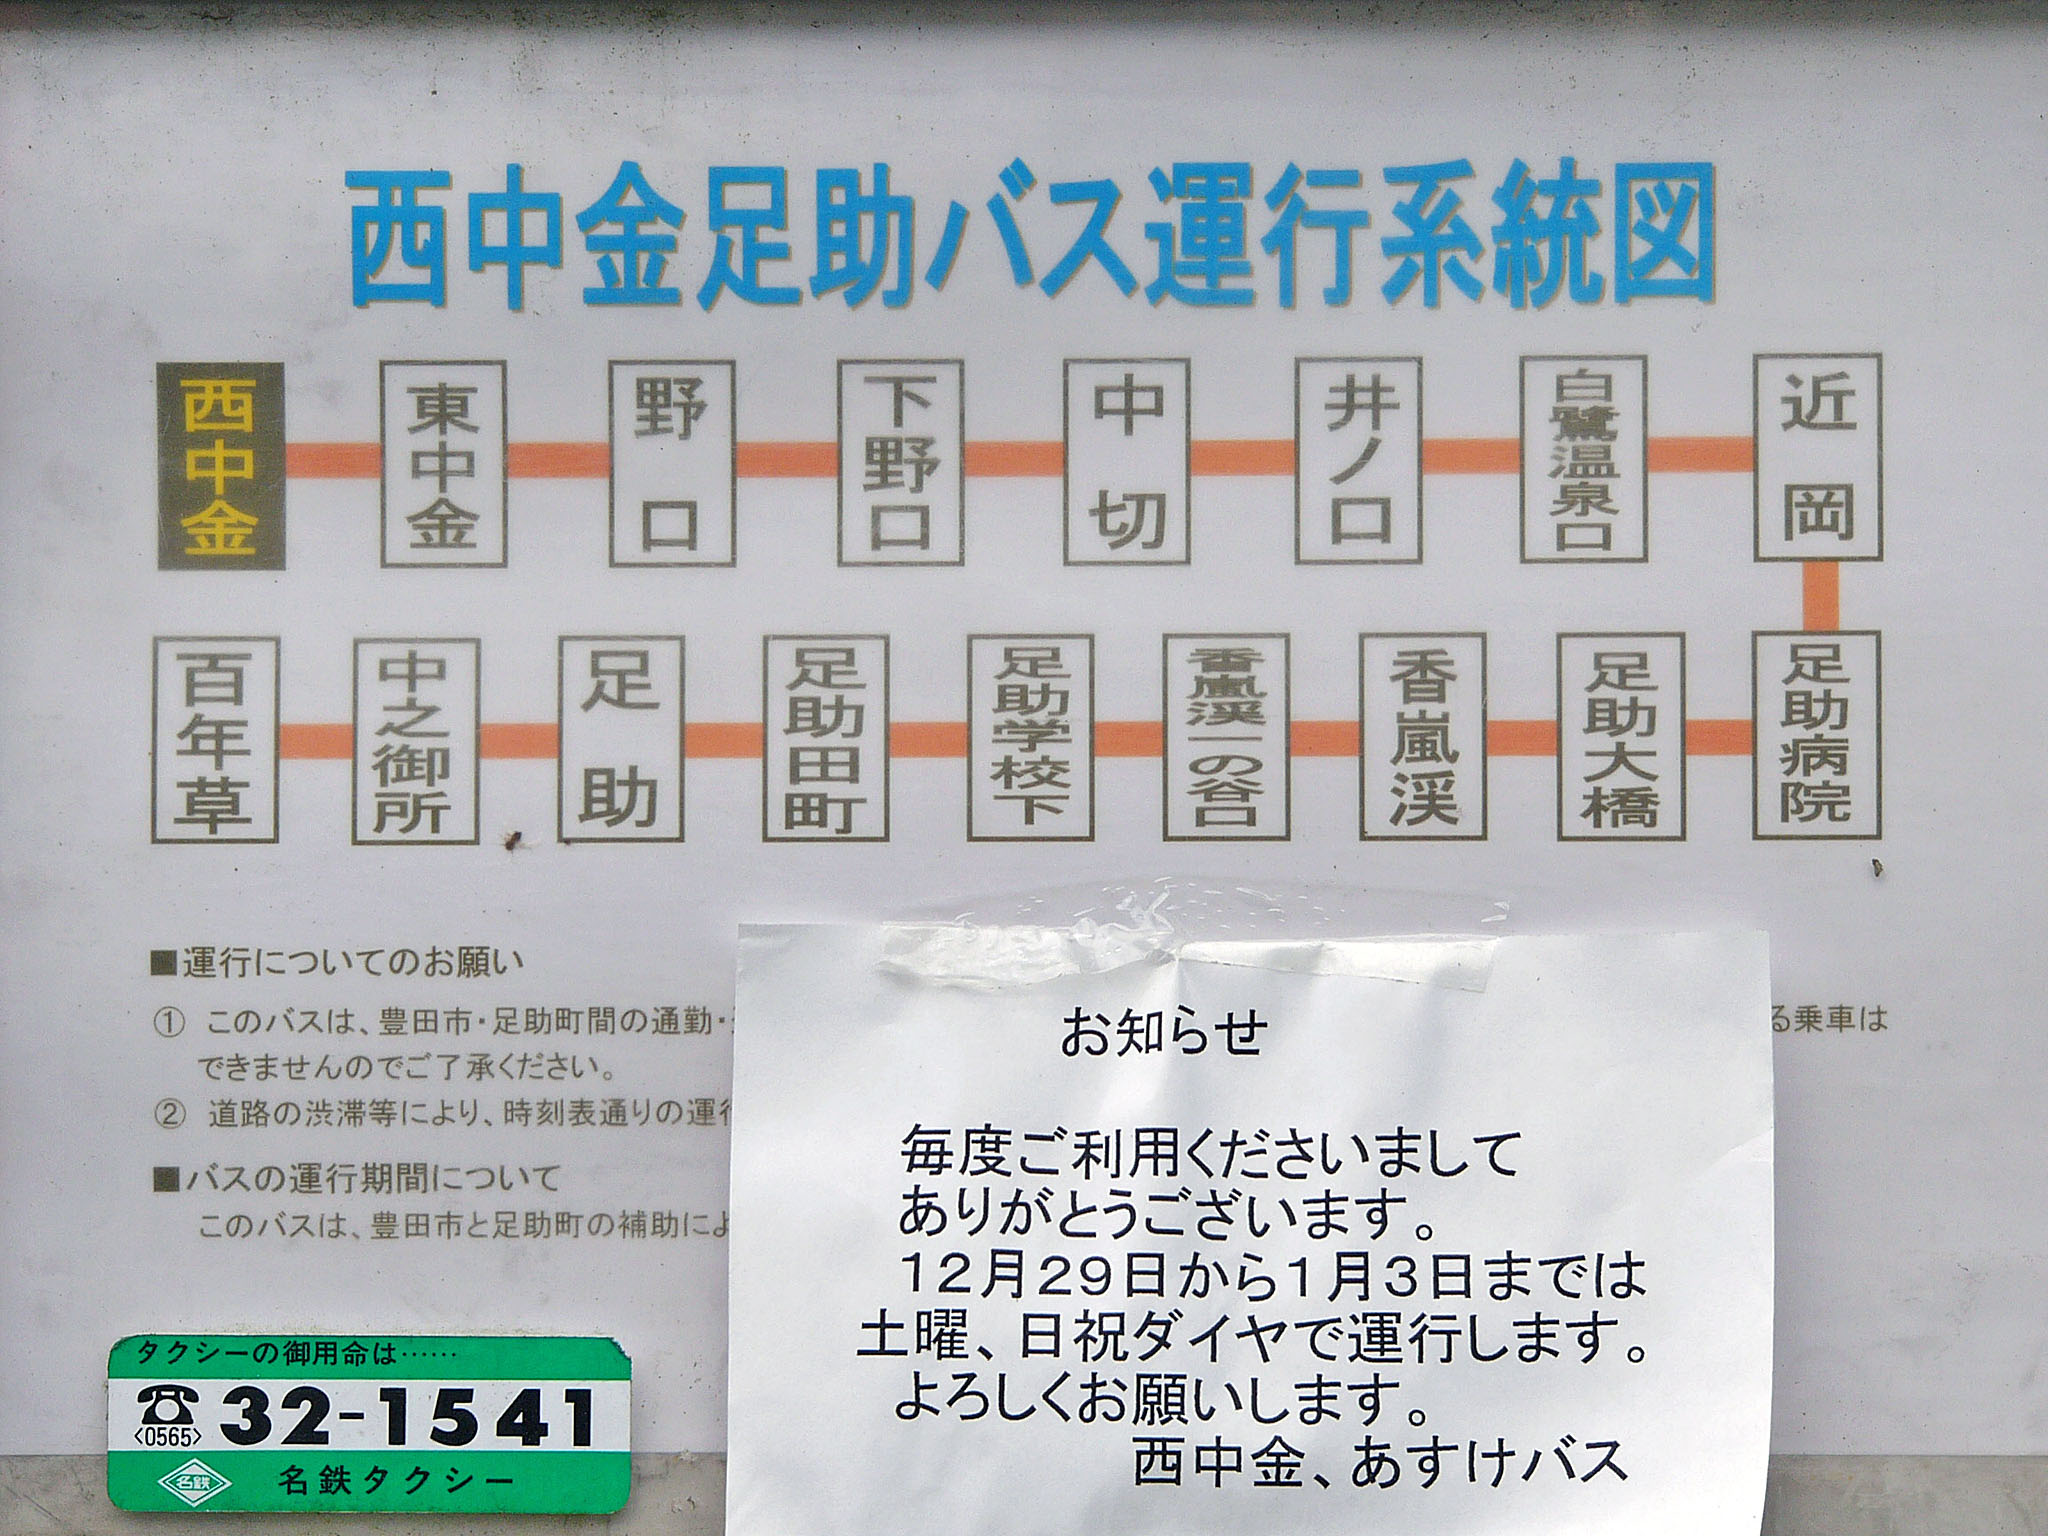 西中金足助バス運行系統図
西中金
東中金
野口
下野口
中切
井ノ口
白鷺温泉口
近岡
百年草
中之御所
足助
足助田町
足助学校下
香嵐渓一の谷口
香嵐渓
足助大橋
足助病院
■運行についてのお願い
① このバスは、豊田市・足助町間の通勤・
る乗車は
できませんのでご了承ください。
② 道路の渋滞等により、時刻表通りの運行
■バスの運行期間について
このバスは、豊田市と足助町の補助によ
お知らせ
毎度ご利用くださいまして
ありがとうございます。
12月29日から1月3日までは
土曜、日祝ダイヤで運行します。
よろしくお願いします。
西中金、あすけバス
タクシーの御用命は……
<0565> 32-1541
名鉄 名鉄タクシー